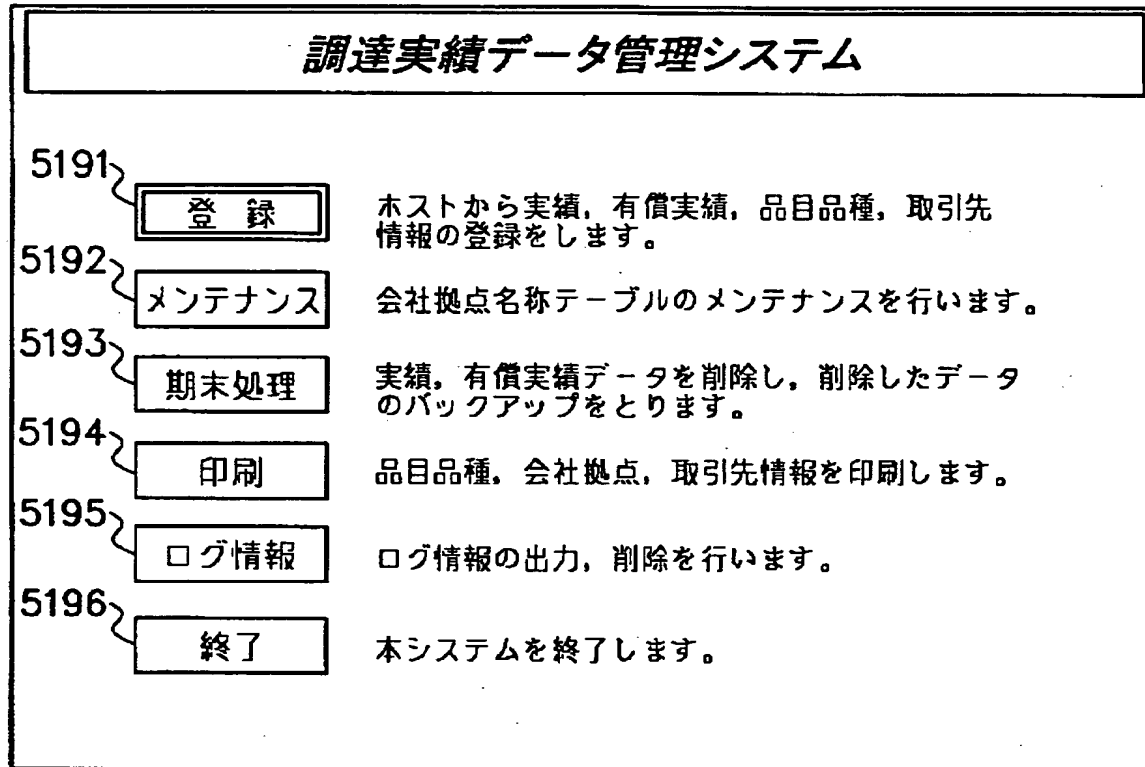 調達実績データ管理システム
5191
登 録
ホストから実績，有償実績，品目品種，取引先
情報の登録をします。
5192
メンテナンス
会社拠点名称テーブルのメンテナンスを行います。
5193
期末処理
実績，有償実績データを削除し，削除したデータ
のバックアップをとります。
5194
印刷
品目品種，会社拠点，取引先情報を印刷します。
5195
ログ情報
ログ情報の出力，削除を行います。
5196
終了
本システムを終了します。